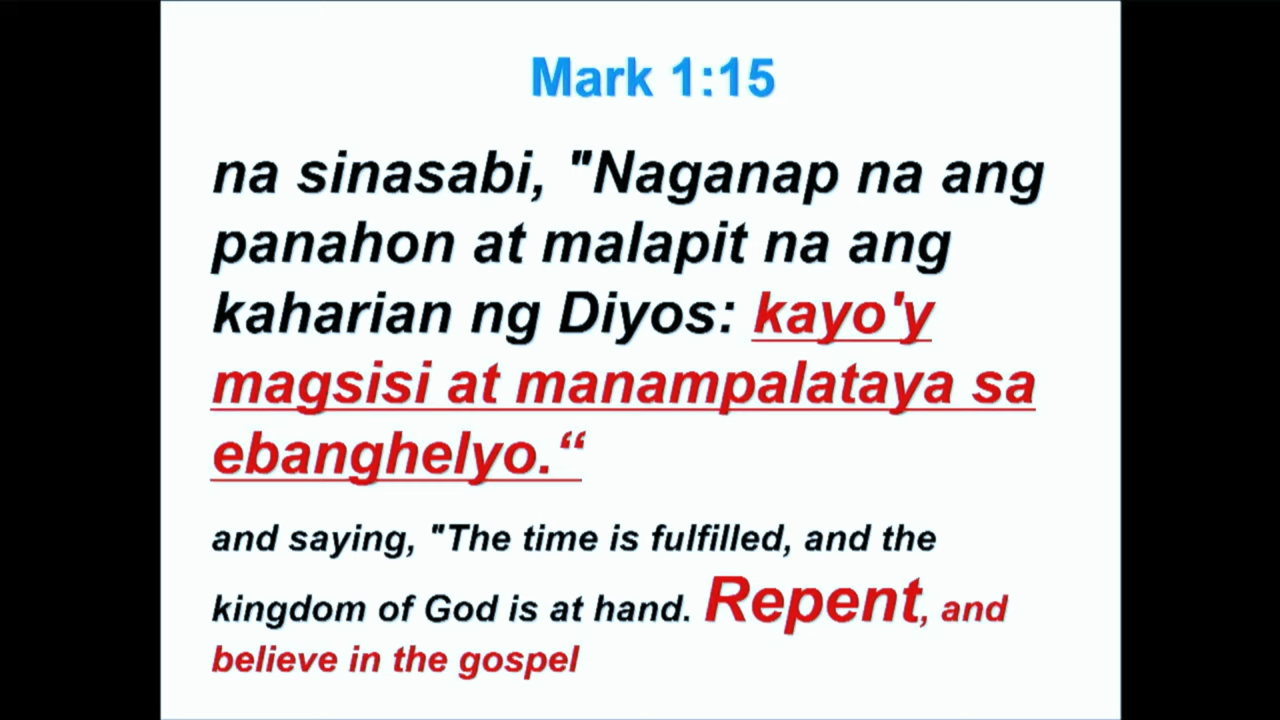 Mark 1:15
na sinasabi, "Naganap na ang
panahon at malapit na ang
kaharian ng Diyos: kayo'y
magsisi at manampalataya sa
ebanghelyo.“
and saying, "The time is fulfilled, and the
kingdom of God is at hand. Repent, and
believe in the gospel